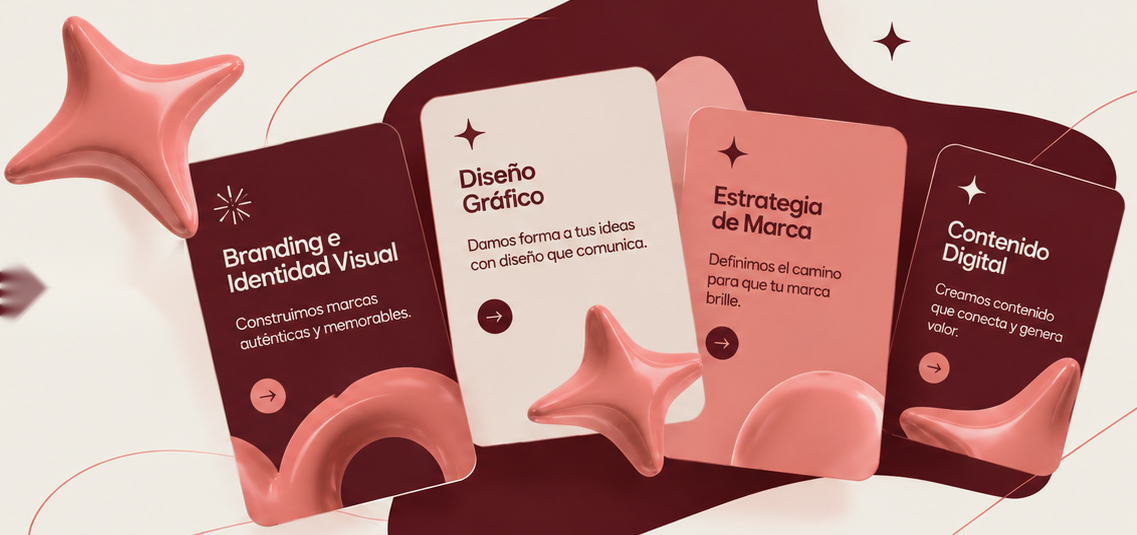 Branding e
Identidad Visual
Construimos marcas
auténticas y memorables.
Diseño
Gráfico
Damos forma a tus ideas
con diseño que comunica.
Estrategia
de Marca
Definimos el camino
para que tu marca
brille.
Contenido
Digital
Creamos contenido
que conecta y genera
valor.